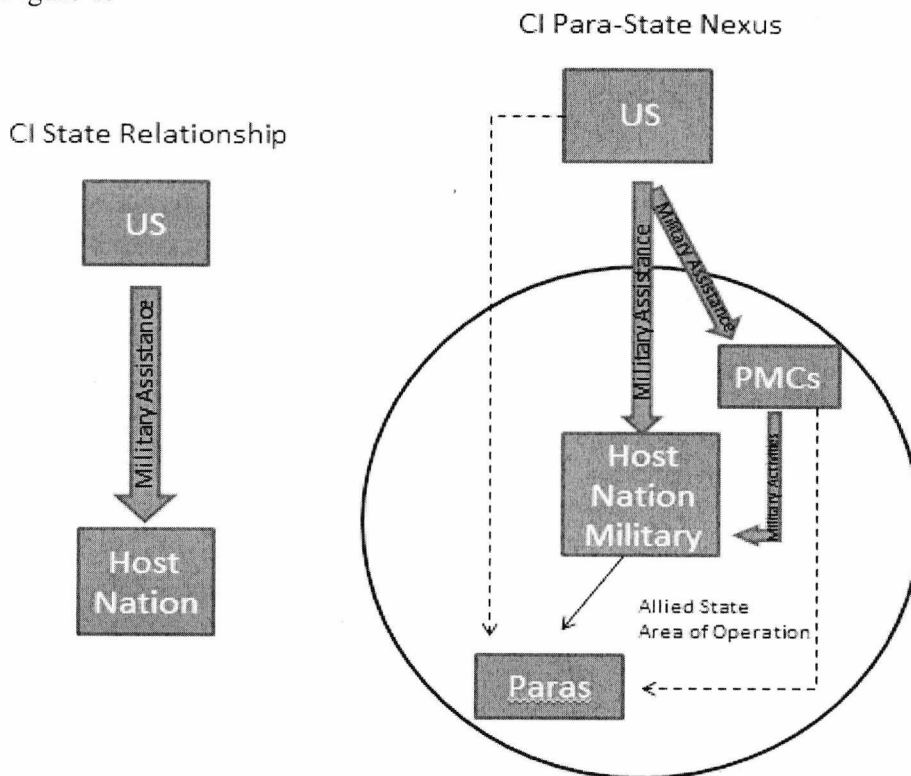 CI Para-State Nexus
CI State Relationship
US
Military Assistance
Host
Nation
US
Military Assistance
Military Assistance
PMCs
Military Activities
Host
Nation
Military
Allied State
Area of Operation
Paras